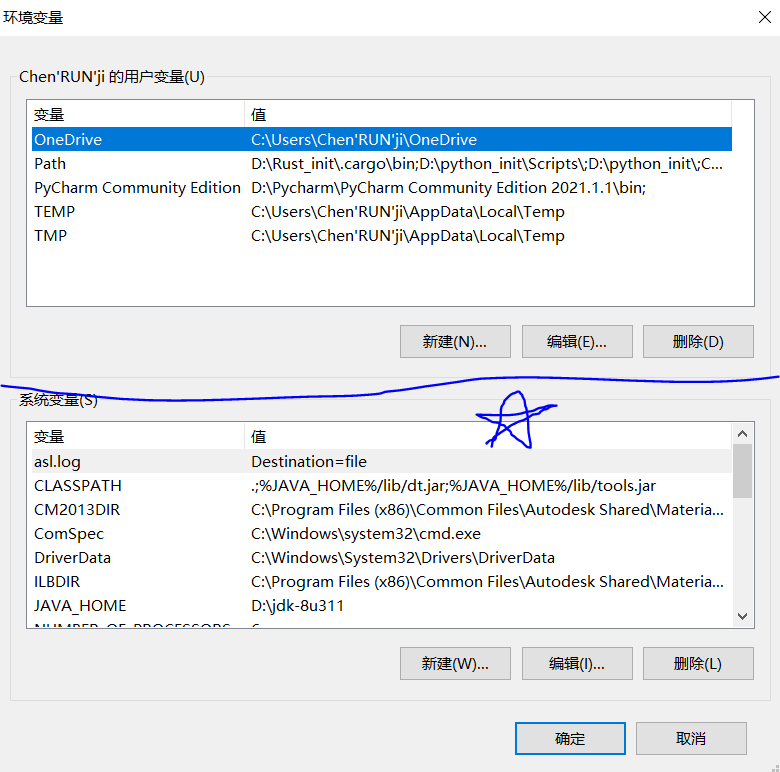 环境变量
Chen'RUN'ji 的用户变量(U)
变量 值
OneDrive C:\Users\Chen'RUN'ji\OneDrive
Path D:\Rust_init\.cargo\bin;D:\python_init\Scripts\;D:\python_init\;C...
PyCharm Community Edition D:\Pycharm\PyCharm Community Edition 2021.1.1\bin;
TEMP C:\Users\Chen'RUN'ji\AppData\Local\Temp
TMP C:\Users\Chen'RUN'ji\AppData\Local\Temp
新建(N)... 编辑(E)... 删除(D)
系统变量(S)
变量 值
asl.log Destination=file
CLASSPATH .;%JAVA_HOME%/lib/dt.jar;%JAVA_HOME%/lib/tools.jar
CM2013DIR C:\Program Files (x86)\Common Files\Autodesk Shared\Materia...
ComSpec C:\Windows\system32\cmd.exe
DriverData C:\Windows\System32\Drivers\DriverData
ILBDIR C:\Program Files (x86)\Common Files\Autodesk Shared\Materia...
JAVA_HOME D:\jdk-8u311
NUMBER_OF_PROCESSORS 6
新建(W)... 编辑(I)... 删除(L)
确定 取消